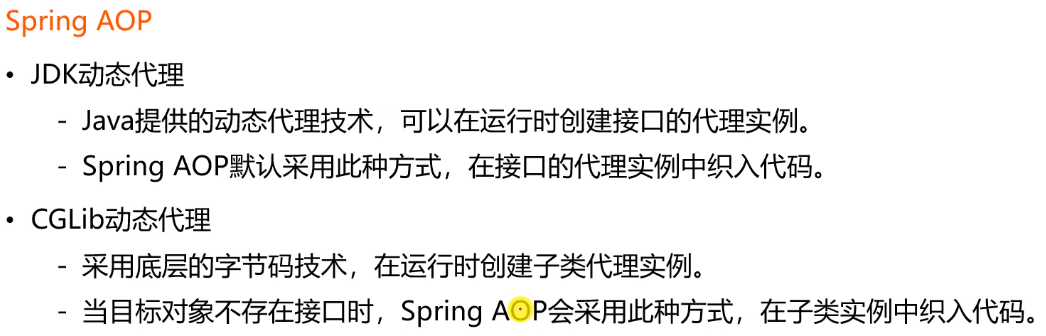 Spring AOP
• JDK动态代理
- Java提供的动态代理技术，可以在运行时创建接口的代理实例。
- Spring AOP默认采用此种方式，在接口的代理实例中织入代码。
• CGLib动态代理
- 采用底层的字节码技术，在运行时创建子类代理实例。
- 当目标对象不存在接口时，Spring AOP会采用此种方式，在子类实例中织入代码。